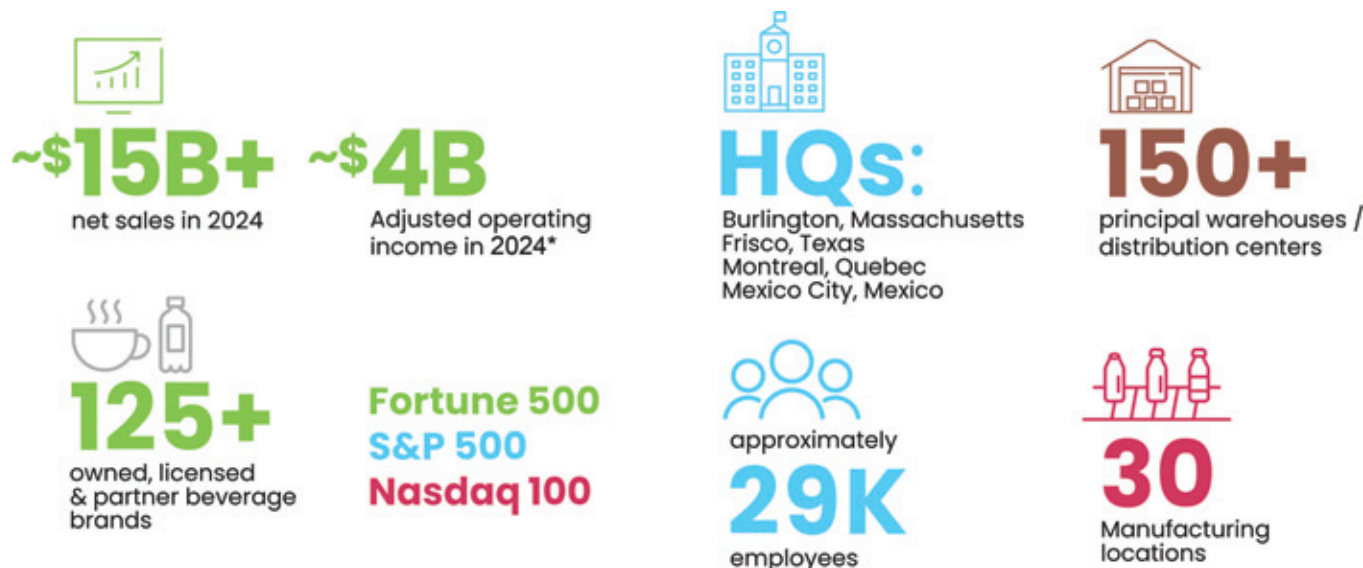 ~$15B+
net sales in 2024
~$4B
Adjusted operating
income in 2024*
HQs:
Burlington, Massachusetts
Frisco, Texas
Montreal, Quebec
Mexico City, Mexico
150+
principal warehouses /
distribution centers
125+
owned, licensed
& partner beverage
brands
Fortune 500
S&P 500
Nasdaq 100
approximately
29K
employees
30
Manufacturing
locations